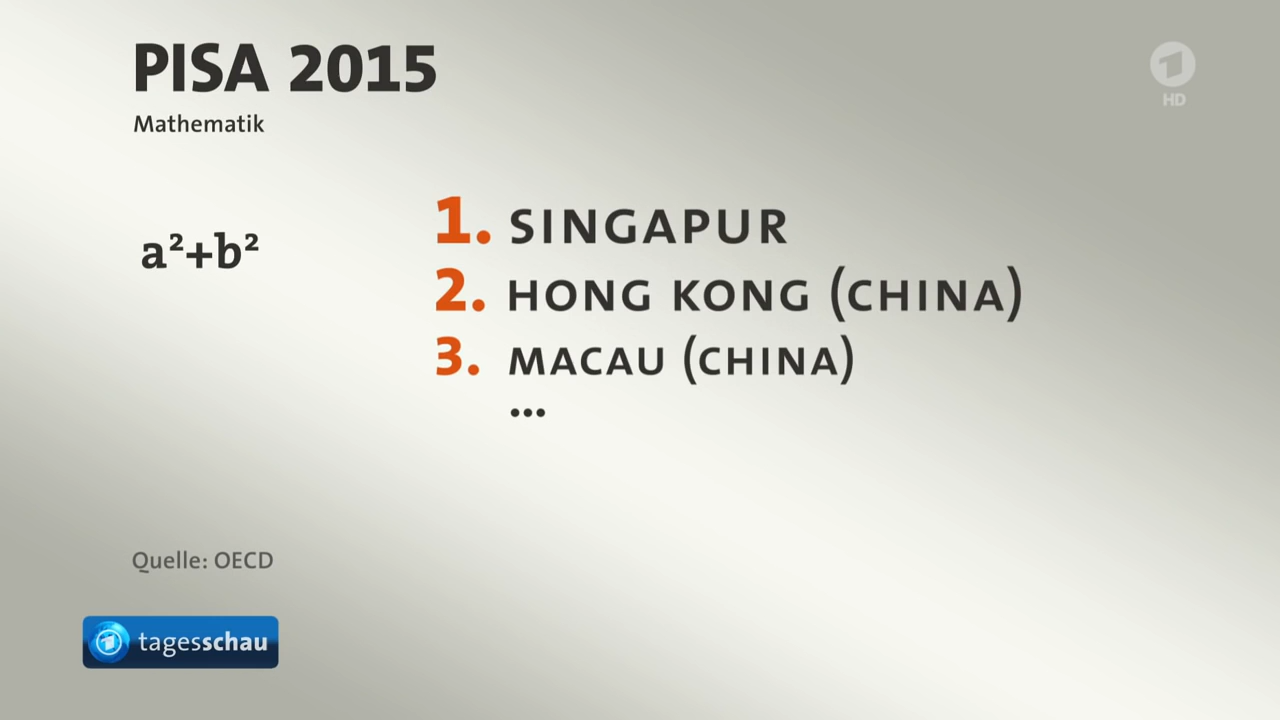 PISA 2015
Mathematik
a²+b²
1. SINGAPUR
2. HONG KONG (CHINA)
3. MACAU (CHINA)
...
Quelle: OECD
1 tagesschau
1
HD